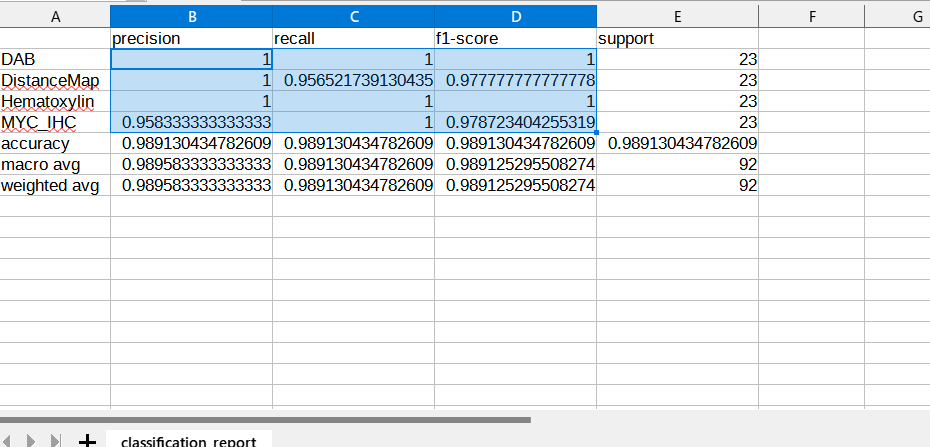 A B C D E F G
precision recall f1-score support
DAB 1 1 1 23
DistanceMap 1 0.956521739130435 0.977777777777778 23
Hematoxylin 1 1 1 23
MYC_IHC 0.958333333333333 1 0.978723404255319 23
accuracy 0.989130434782609 0.989130434782609 0.989130434782609 0.989130434782609
macro avg 0.989583333333333 0.989130434782609 0.989125295508274 92
weighted avg 0.989583333333333 0.989130434782609 0.989125295508274 92
classification_report